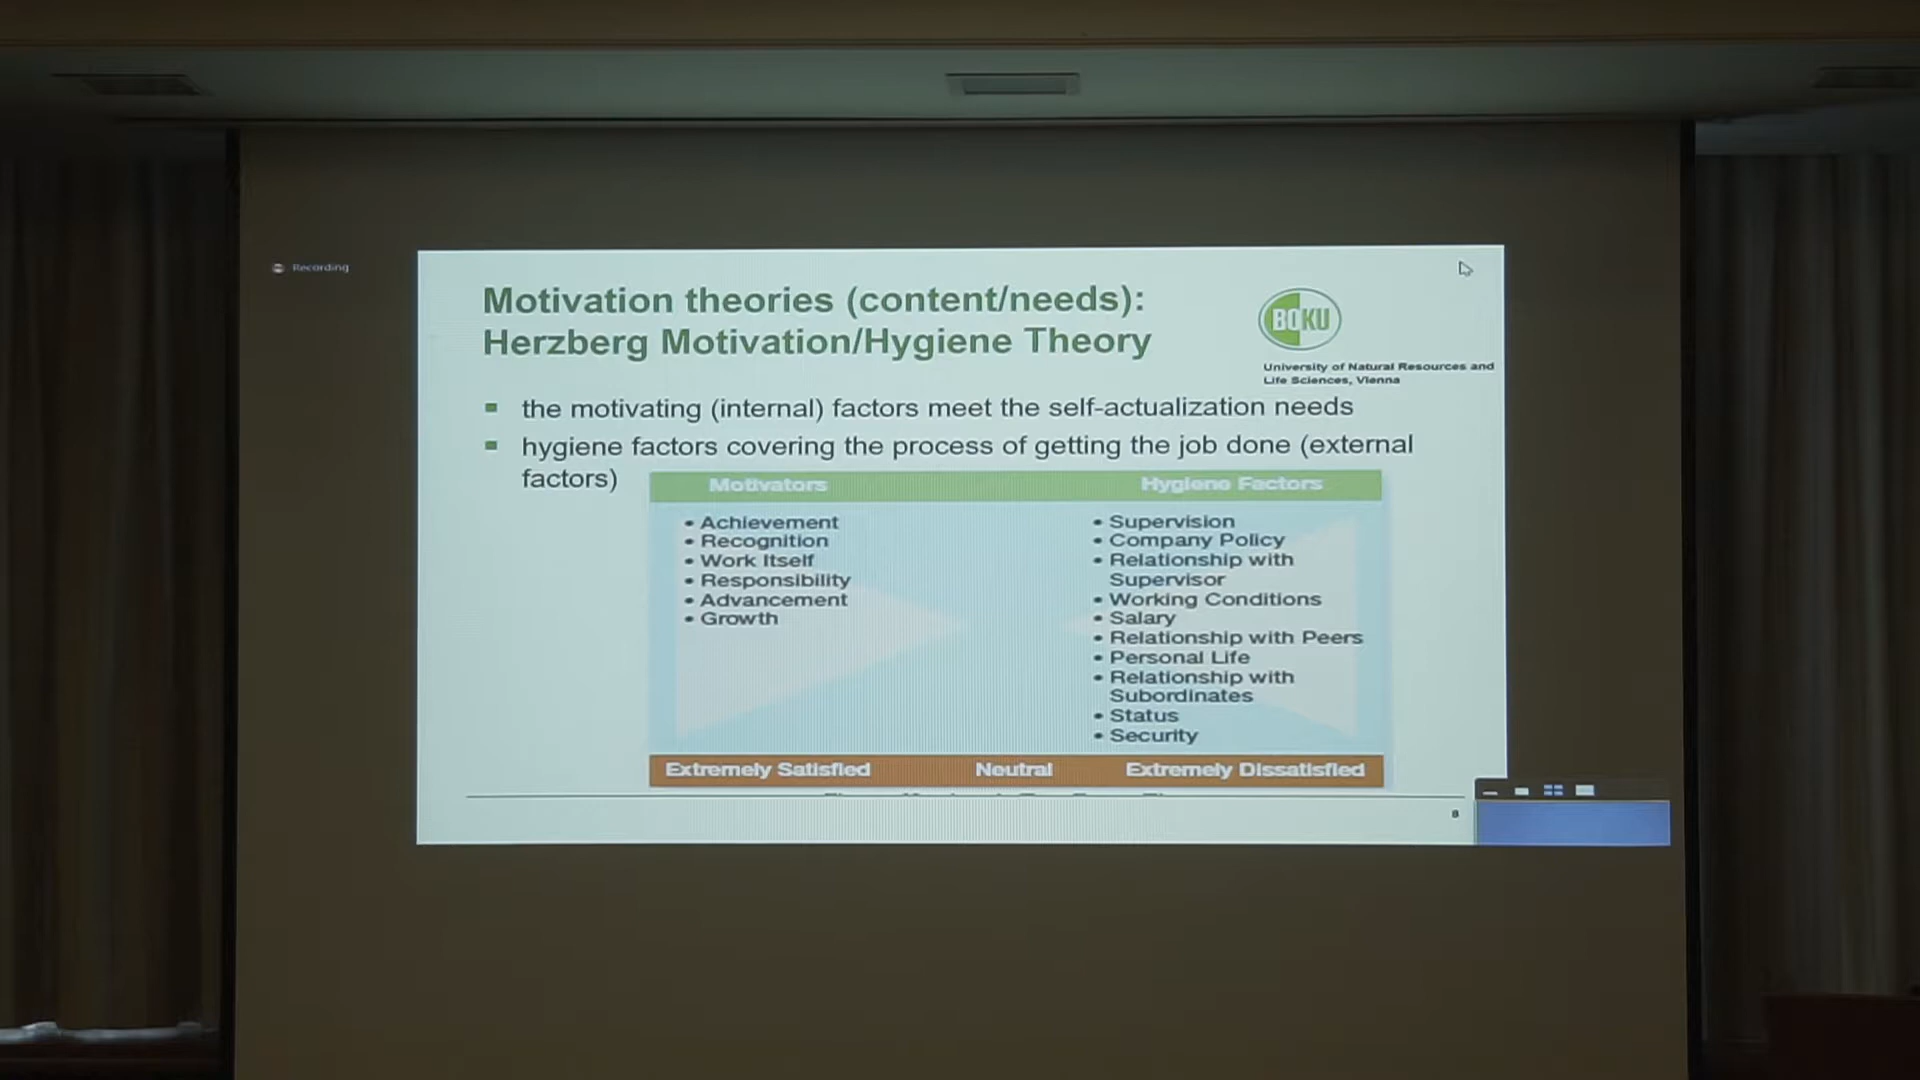 Recording
Motivation theories (content/needs):
Herzberg Motivation/Hygiene Theory
BOKU
University of Natural Resources and
Life Sciences, Vienna
▪ the motivating (internal) factors meet the self-actualization needs
▪ hygiene factors covering the process of getting the job done (external
factors)
Motivators
• Achievement
• Recognition
• Work Itself
• Responsibility
• Advancement
• Growth
Hygiene Factors
• Supervision
• Company Policy
• Relationship with
Supervisor
• Working Conditions
• Salary
• Relationship with Peers
• Personal Life
• Relationship with
Subordinates
• Status
• Security
Extremely Satisfied
Neutral
Extremely Dissatisfied